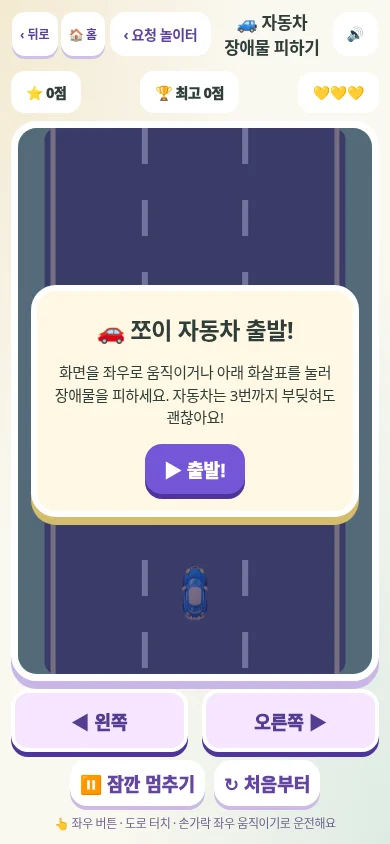 ‹ 뒤로
🏠 홈
‹ 요청 놀이터
🚙 자동차
장애물 피하기
🔊
⭐ 0점
🏆 최고 0점
💛💛💛
🚗 쪼이 자동차 출발!
화면을 좌우로 움직이거나 아래 화살표를 눌러
장애물을 피하세요. 자동차는 3번까지 부딪혀도
괜찮아요!
▶ 출발!
◀ 왼쪽
오른쪽 ▶
⏸️ 잠깐 멈추기
↻ 처음부터
👆 좌우 버튼 · 도로 터치 · 손가락 좌우 움직이기로 운전해요